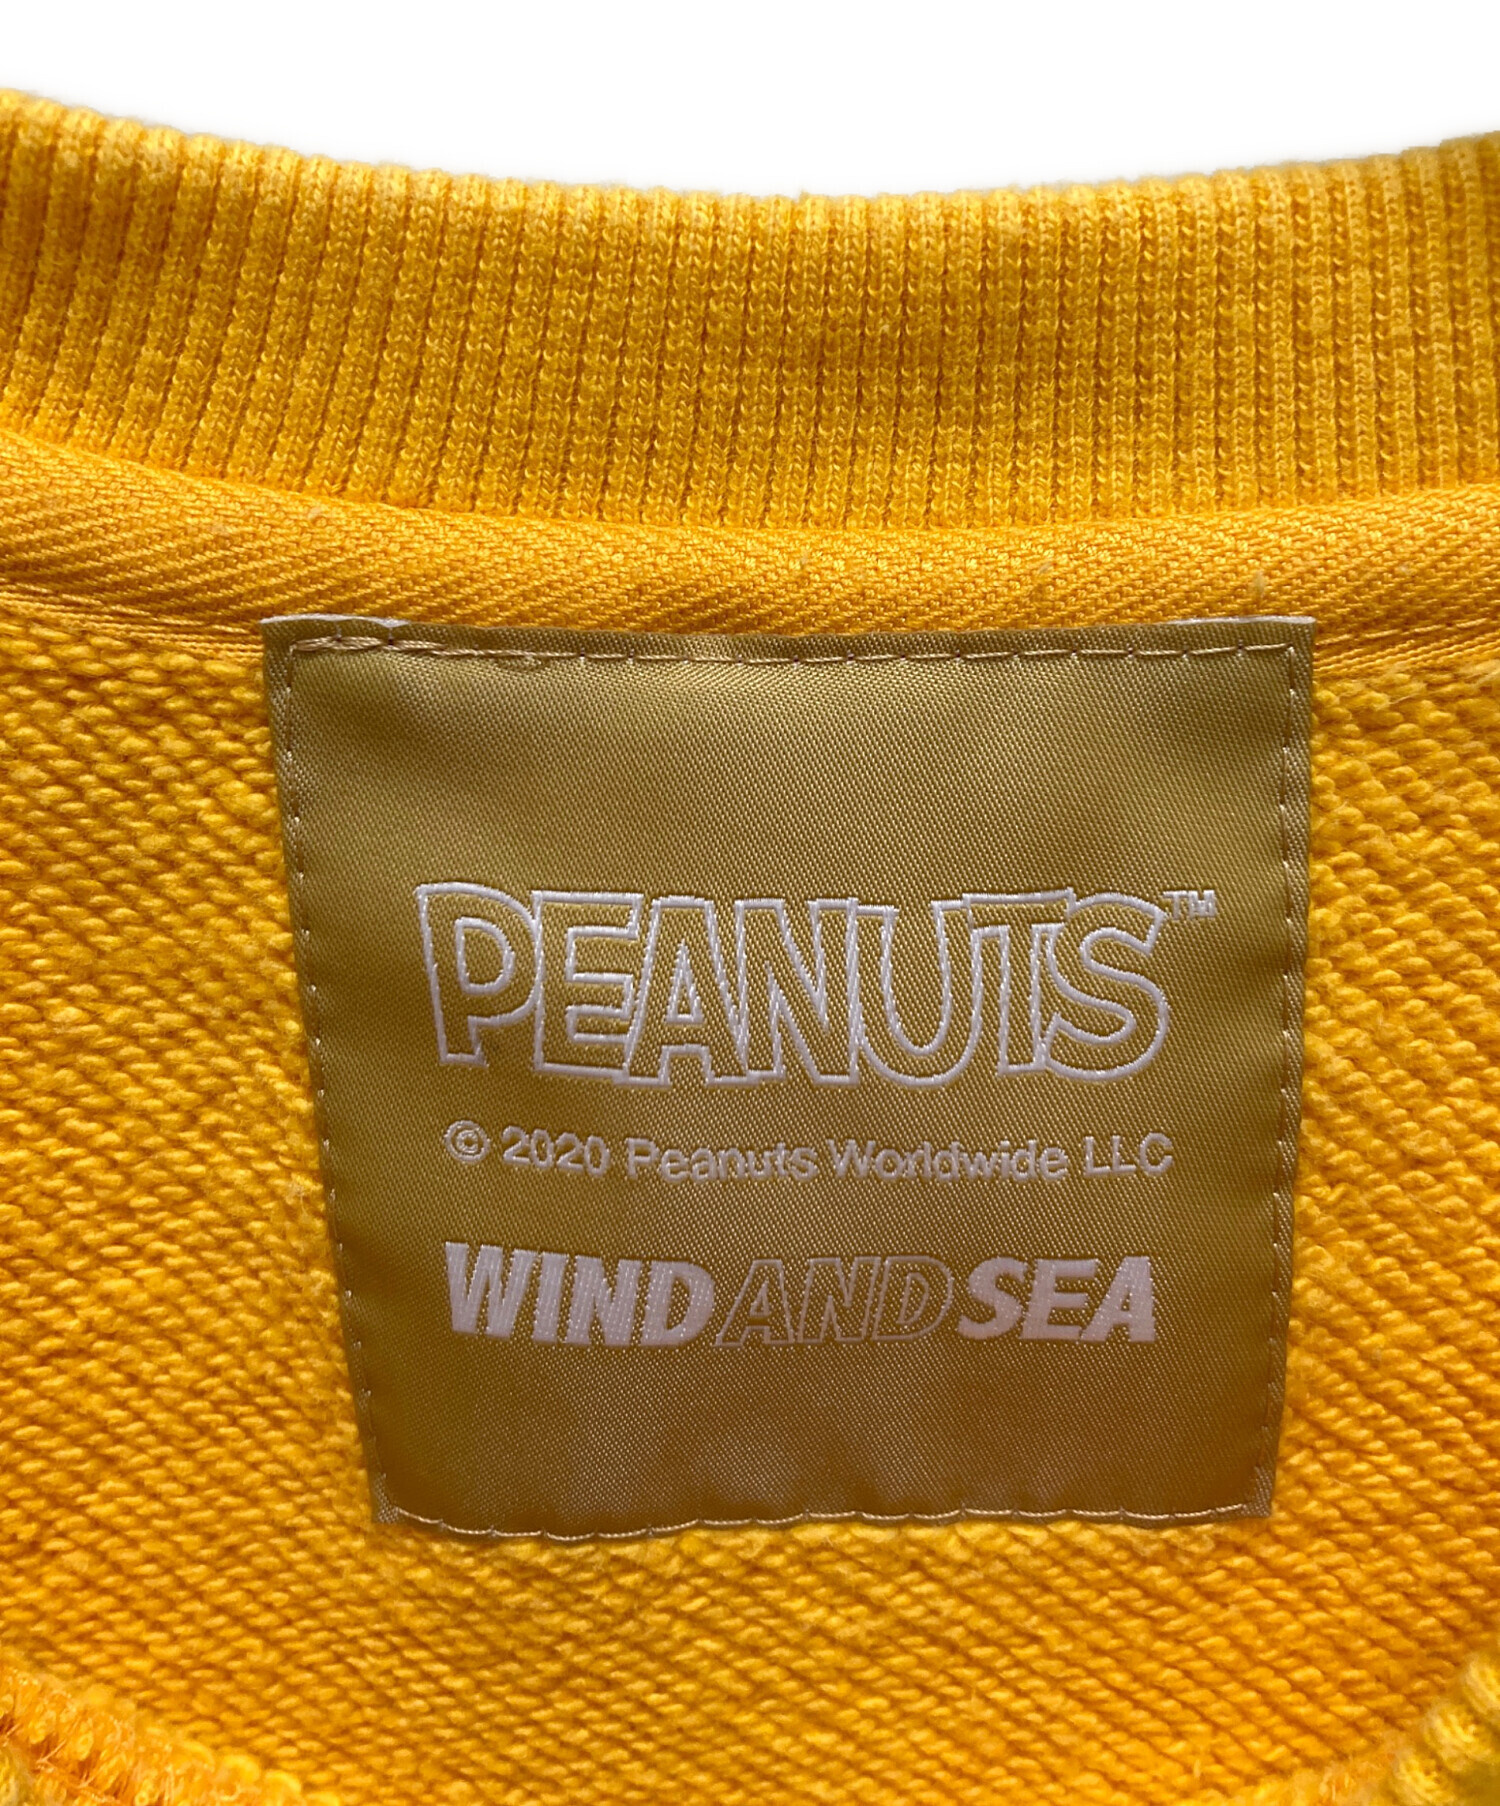 PEANUTS™
© 2020 Peanuts Worldwide LLC
WIND AND SEA